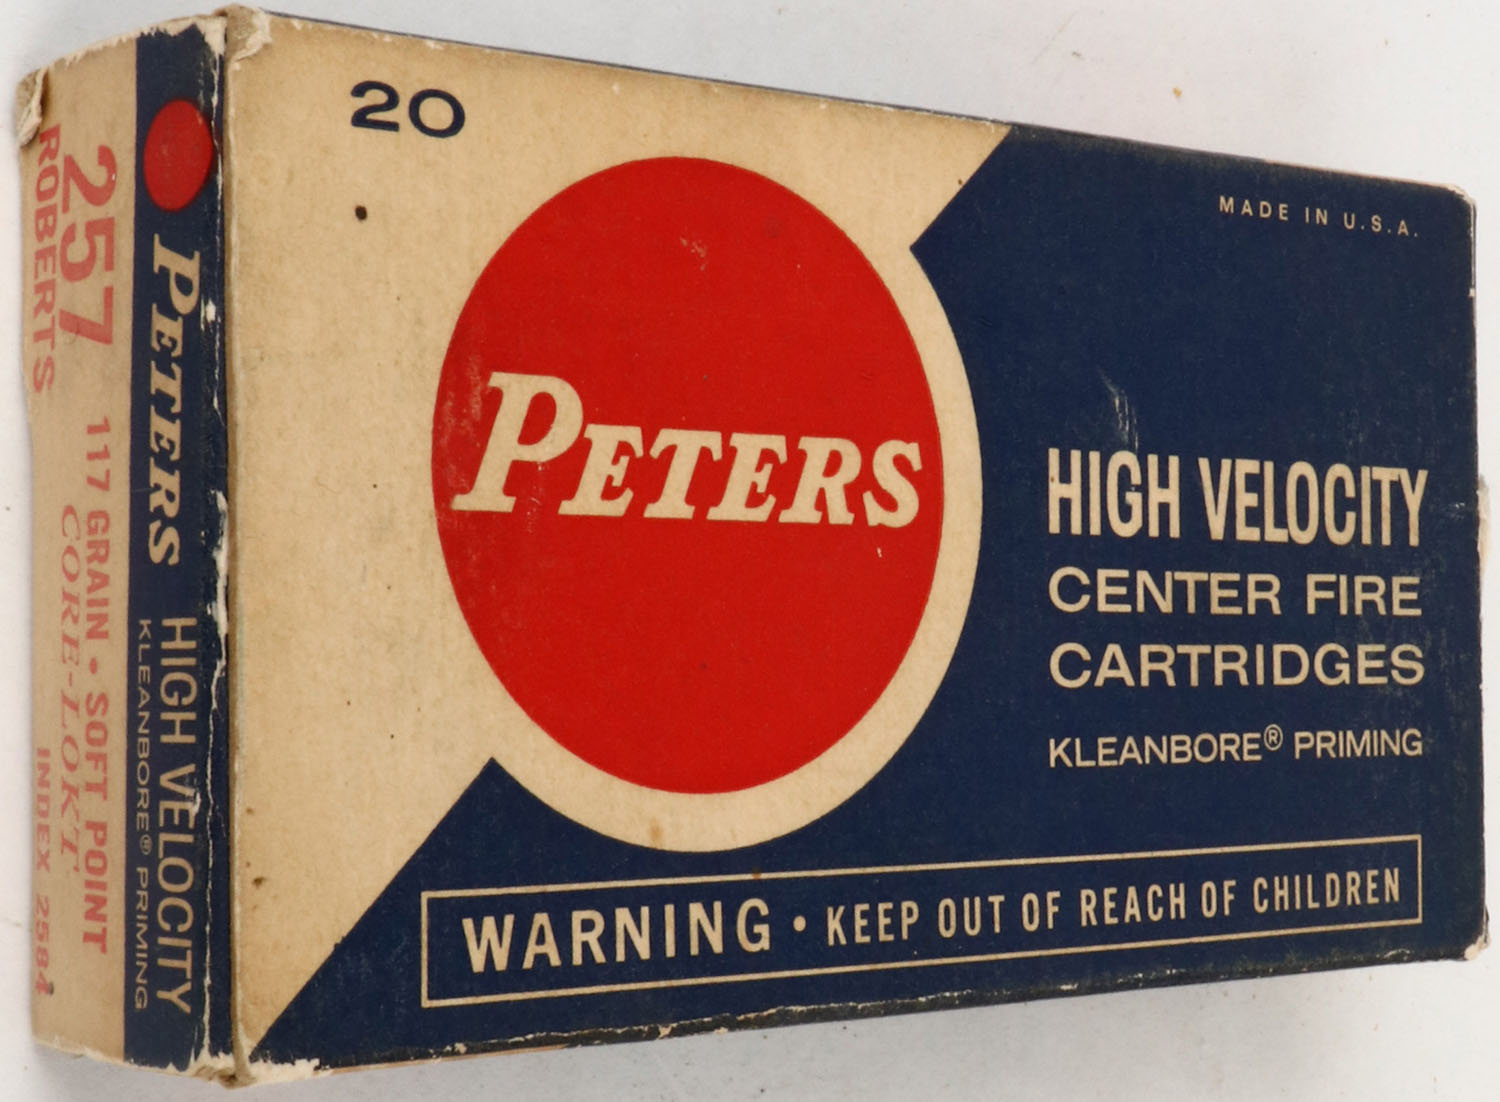 20
MADE IN U.S.A.
PETERS
HIGH VELOCITY
CENTER FIRE
CARTRIDGES
KLEANBORE® PRIMING
WARNING • KEEP OUT OF REACH OF CHILDREN
PETERS HIGH VELOCITY
KLEANBORE® PRIMING
257 117 GRAIN • SOFT POINT
ROBERTS CORE-LOKT
INDEX 2584